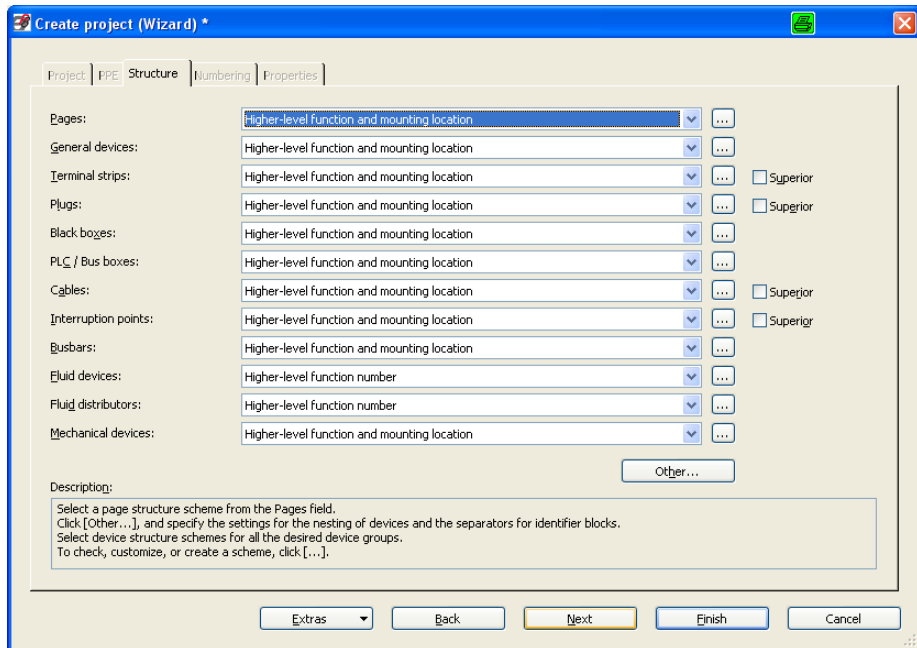 Create project (Wizard) *
Project PPE Structure Numbering Properties
Pages: Higher-level function and mounting location ...
General devices: Higher-level function and mounting location ...
Terminal strips: Higher-level function and mounting location ... Superior
Plugs: Higher-level function and mounting location ... Superior
Black boxes: Higher-level function and mounting location ...
PLC / Bus boxes: Higher-level function and mounting location ...
Cables: Higher-level function and mounting location ... Superior
Interruption points: Higher-level function and mounting location ... Superior
Busbars: Higher-level function and mounting location ...
Fluid devices: Higher-level function number ...
Fluid distributors: Higher-level function number ...
Mechanical devices: Higher-level function and mounting location ...
Other...
Description:
Select a page structure scheme from the Pages field.
Click [Other...], and specify the settings for the nesting of devices and the separators for identifier blocks.
Select device structure schemes for all the desired device groups.
To check, customize, or create a scheme, click [...].
Extras Back Next Finish Cancel